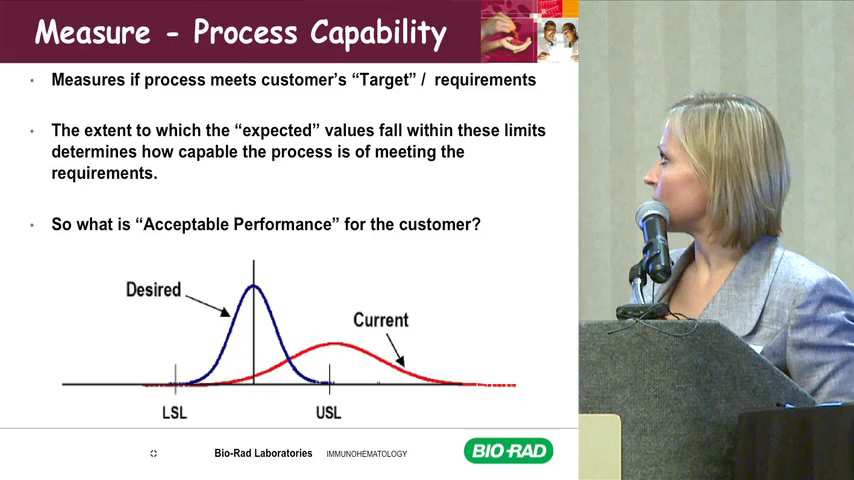 Measure - Process Capability
• Measures if process meets customer's “Target” / requirements
• The extent to which the “expected” values fall within these limits
determines how capable the process is of meeting the
requirements.
• So what is “Acceptable Performance” for the customer?
Desired
Current
LSL
USL
Bio-Rad Laboratories IMMUNOHEMATOLOGY
BIO-RAD